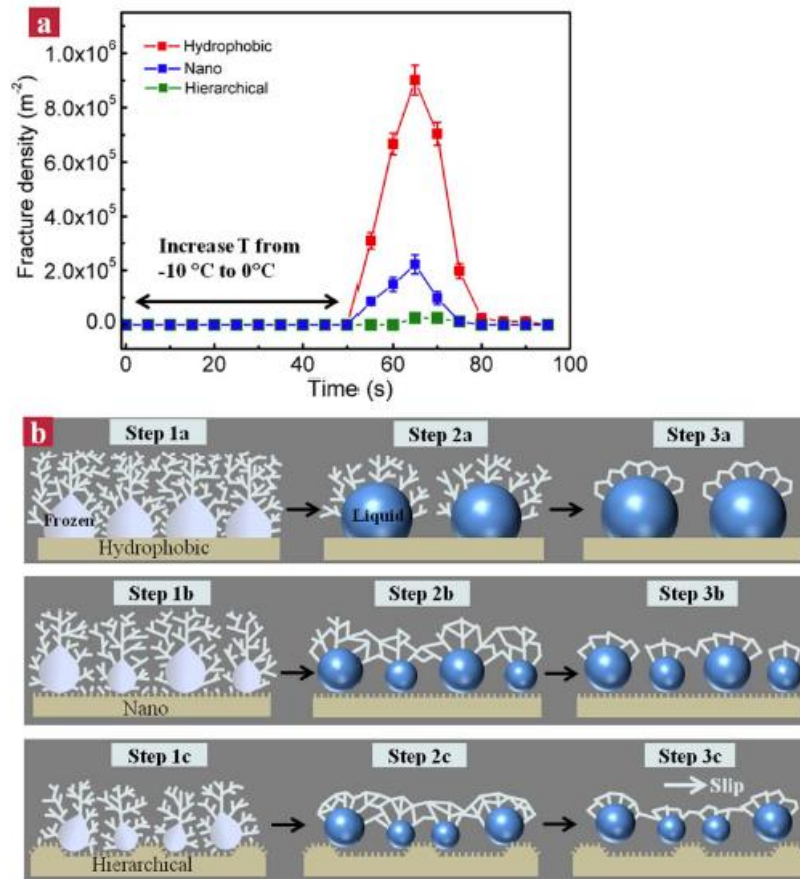 a
Hydrophobic
Nano
Hierarchical
Fracture density (m⁻²)
1.0x10⁶
8.0x10⁵
6.0x10⁵
4.0x10⁵
2.0x10⁵
0.0
Increase T from
-10 °C to 0°C
0 20 40 60 80 100
Time (s)
b
Step 1a Step 2a Step 3a
Frozen Liquid
Hydrophobic
Step 1b Step 2b Step 3b
Nano
Step 1c Step 2c Step 3c
Slip
Hierarchical